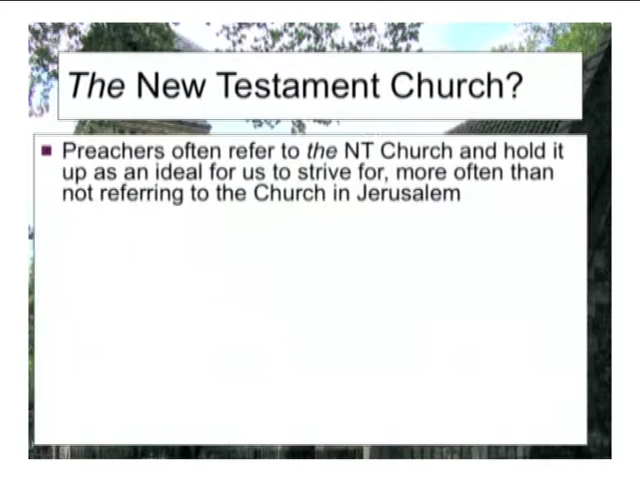 The New Testament Church?
Preachers often refer to the NT Church and hold it
up as an ideal for us to strive for, more often than
not referring to the Church in Jerusalem